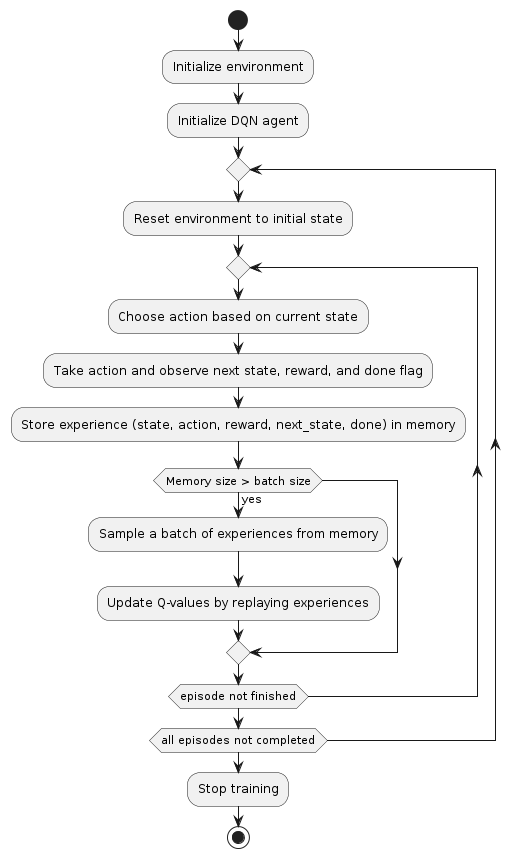 Initialize environment
Initialize DQN agent
Reset environment to initial state
Choose action based on current state
Take action and observe next state, reward, and done flag
Store experience (state, action, reward, next_state, done) in memory
Memory size > batch size
yes
Sample a batch of experiences from memory
Update Q-values by replaying experiences
episode not finished
all episodes not completed
Stop training